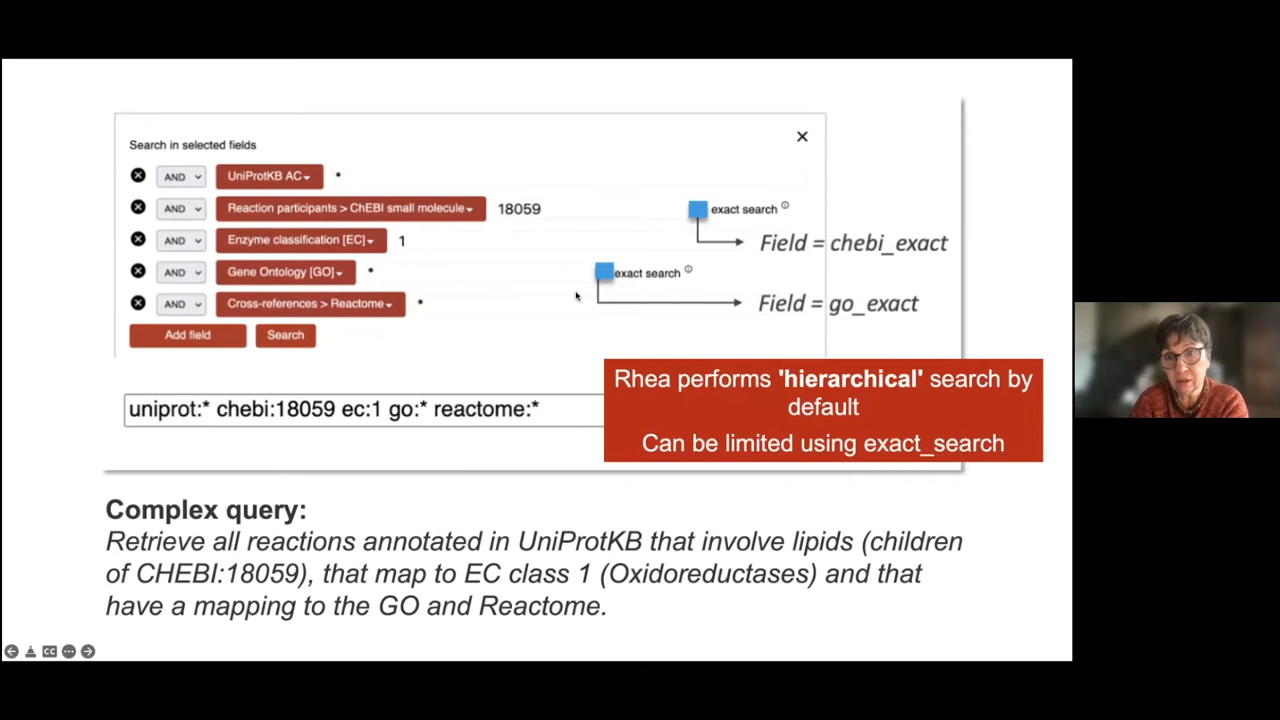 Search in selected fields
AND UniProtKB AC *
AND Reaction participants > ChEBI small molecule 18059 exact search
Field = chebi_exact
AND Enzyme classification [EC] 1
AND Gene Ontology [GO] * exact search
AND Cross-references > Reactome *
Field = go_exact
Add field Search
Rhea performs 'hierarchical' search by
default
Can be limited using exact_search
uniprot:* chebi:18059 ec:1 go:* reactome:*
Complex query:
Retrieve all reactions annotated in UniProtKB that involve lipids (children
of CHEBI:18059), that map to EC class 1 (Oxidoreductases) and that
have a mapping to the GO and Reactome.
CC